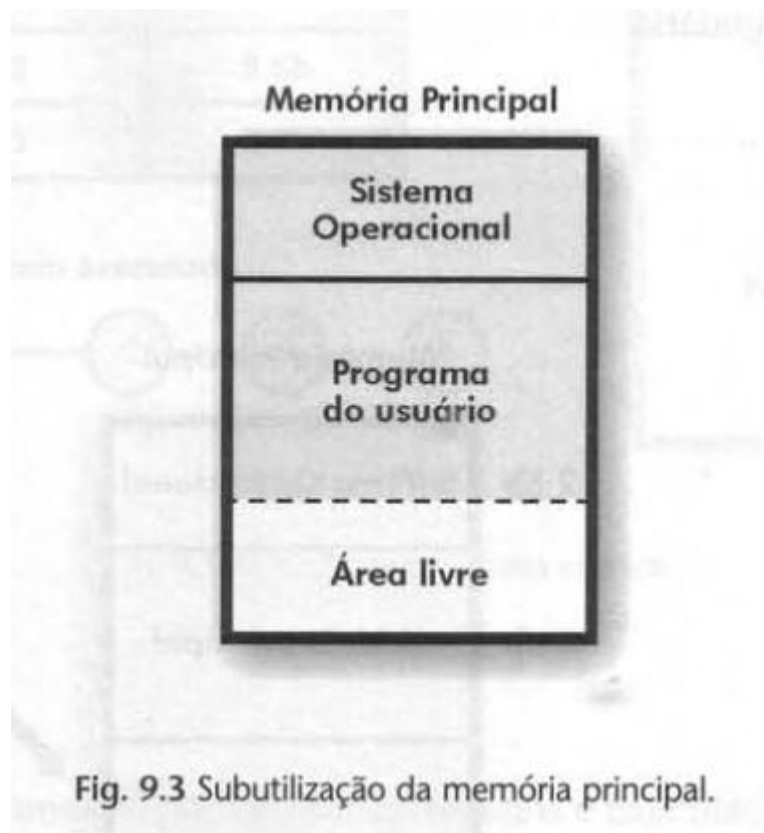 Memória Principal
Sistema
Operacional
Programa
do usuário
Área livre
Fig. 9.3 Subutilização da memória principal.